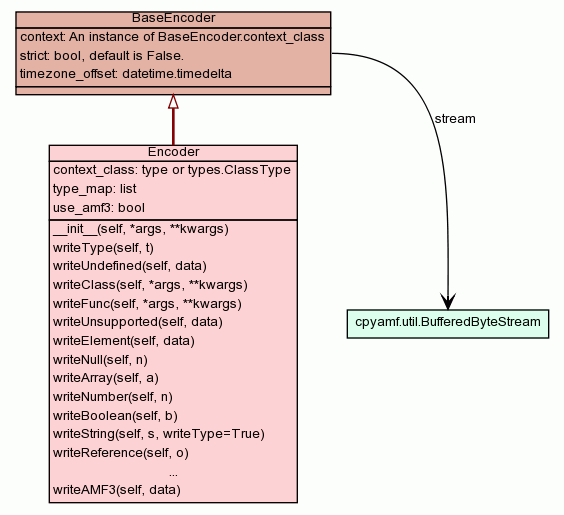 BaseEncoder
context: An instance of BaseEncoder.context_class
strict: bool, default is False.
timezone_offset: datetime.timedelta
stream
Encoder
context_class: type or types.ClassType
type_map: list
use_amf3: bool
__init__(self, *args, **kwargs)
writeType(self, t)
writeUndefined(self, data)
writeClass(self, *args, **kwargs)
writeFunc(self, *args, **kwargs)
writeUnsupported(self, data)
writeElement(self, data)
writeNull(self, n)
writeArray(self, a)
writeNumber(self, n)
writeBoolean(self, b)
writeString(self, s, writeType=True)
writeReference(self, o)
...
writeAMF3(self, data)
cpyamf.util.BufferedByteStream